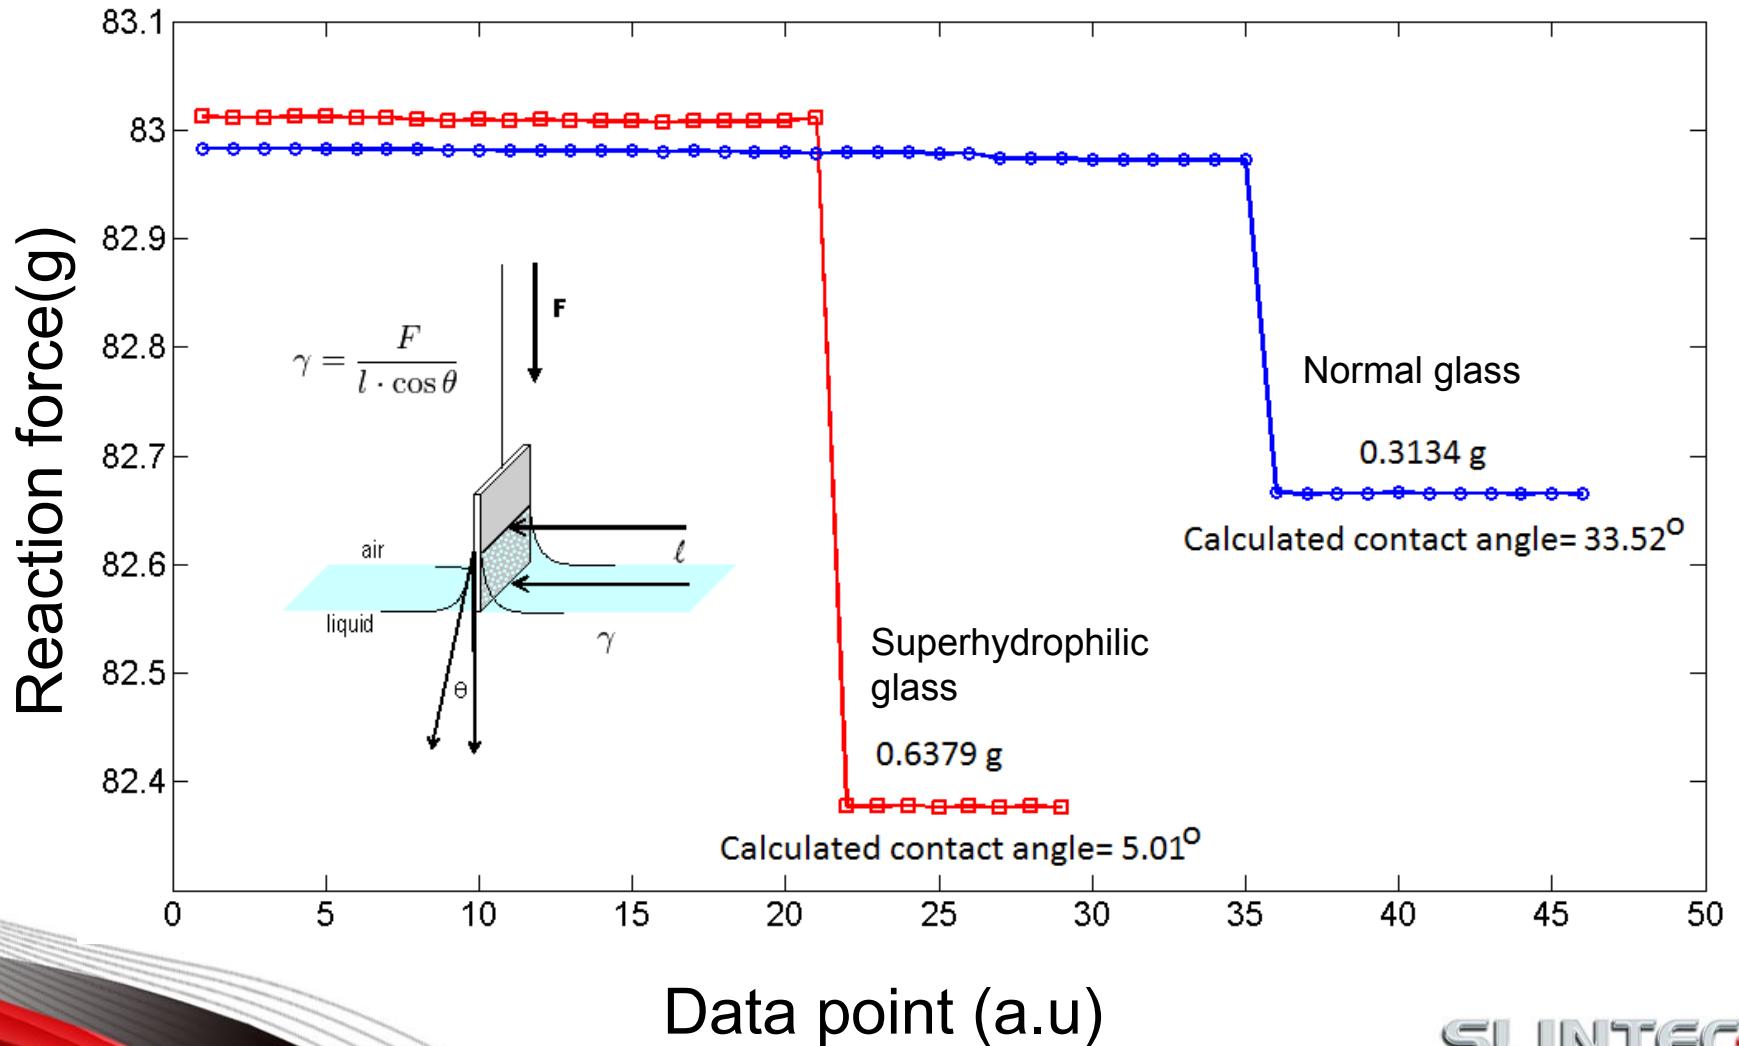 83.1
83
82.9
82.8
82.7
82.6
82.5
82.4
Reaction force(g)
F
γ = F / l · cos θ
air
liquid
ℓ
γ
θ
Normal glass
0.3134 g
Calculated contact angle= 33.52°
Superhydrophilic
glass
0.6379 g
Calculated contact angle= 5.01°
0 5 10 15 20 25 30 35 40 45 50
Data point (a.u)